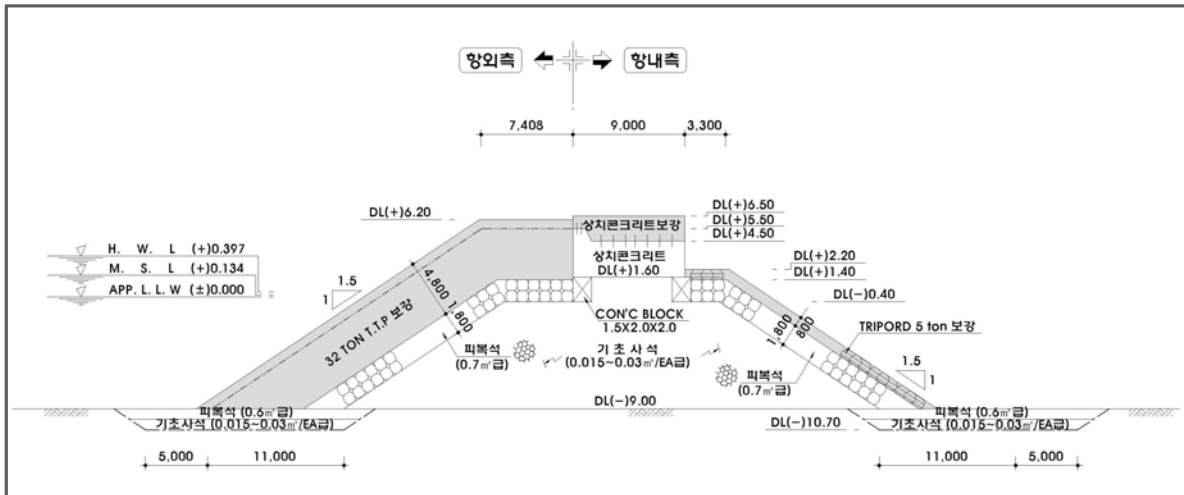 항외측
항내측
7,408
9,000
3,300
DL(+)6.20
상치콘크리트보강
DL(+)6.50
DL(+)5.50
DL(+)4.50
상치콘크리트
DL(+)1.60
H. W. L (+)0.397
M. S. L (+)0.134
APP. L. L. W (±)0.000
DL(+)2.20
DL(+)1.40
DL(-)0.40
1.5
1
4,800
1,800
32 TON T.T.P 보강
CON'C BLOCK
1.5X2.0X2.0
1,800
800
TRIPORD 5 ton 보강
피복석
(0.7㎥급)
기초사석
(0.015~0.03㎥/EA급)
피복석
(0.7㎥급)
1.5
1
DL(-)9.00
피복석 (0.6㎥급)
기초사석 (0.015~0.03㎥/EA급)
DL(-)10.70
피복석 (0.6㎥급)
기초사석 (0.015~0.03㎥/EA급)
5,000
11,000
11,000
5,000